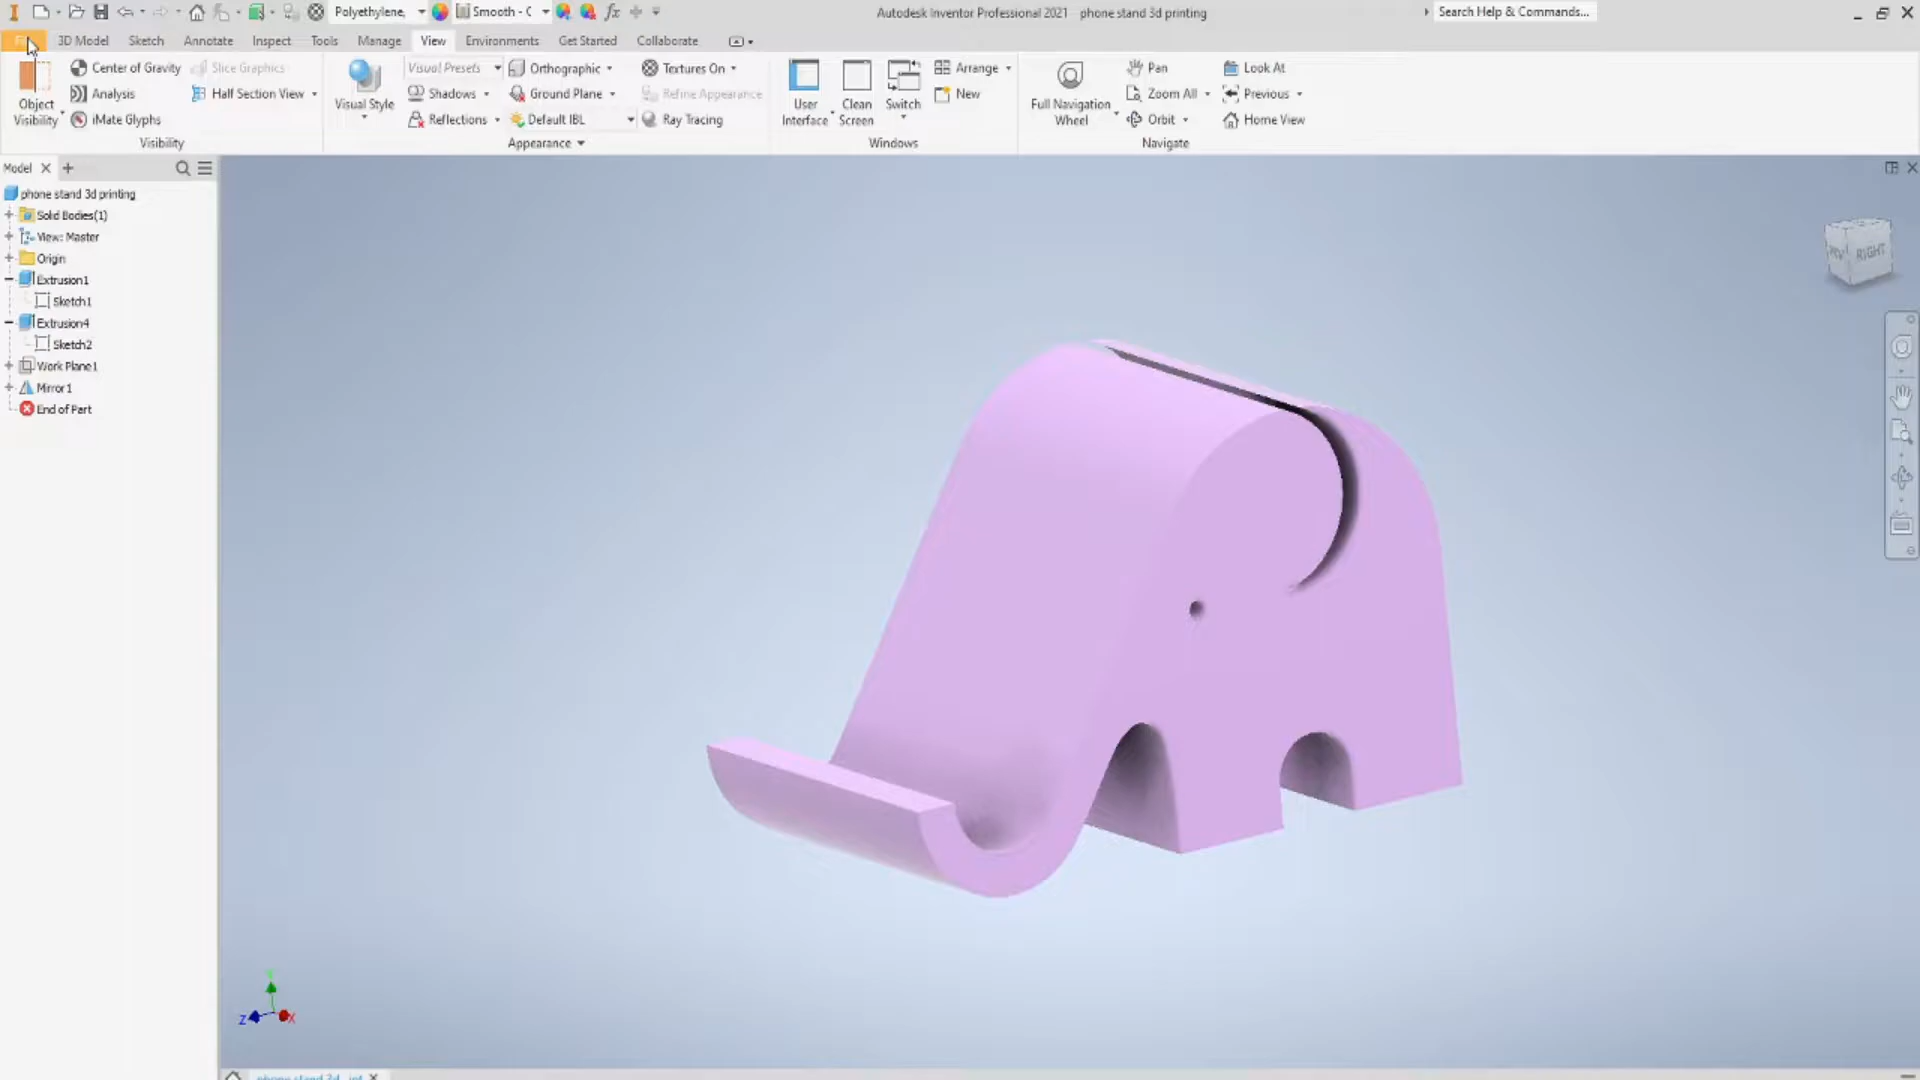 Polyethylene, Smooth - C fx
Autodesk Inventor Professional 2021 phone stand 3d printing
Search Help & Commands...
3D Model Sketch Annotate Inspect Tools Manage View Environments Get Started Collaborate
Object Visibility
Center of Gravity Slice Graphics
Analysis Half Section View
iMate Glyphs
Visibility
Visual Style
Visual Presets Orthographic Textures On
Shadows Ground Plane Refine Appearance
Reflections Default IBL Ray Tracing
Appearance
User Interface
Clean Screen
Switch
Arrange
New
Windows
Full Navigation Wheel
Pan Look At
Zoom All Previous
Orbit Home View
Navigate
Model
phone stand 3d printing
Solid Bodies(1)
View: Master
Origin
Extrusion1
Sketch1
Extrusion4
Sketch2
Work Plane1
Mirror1
End of Part
RIGHT
Z X